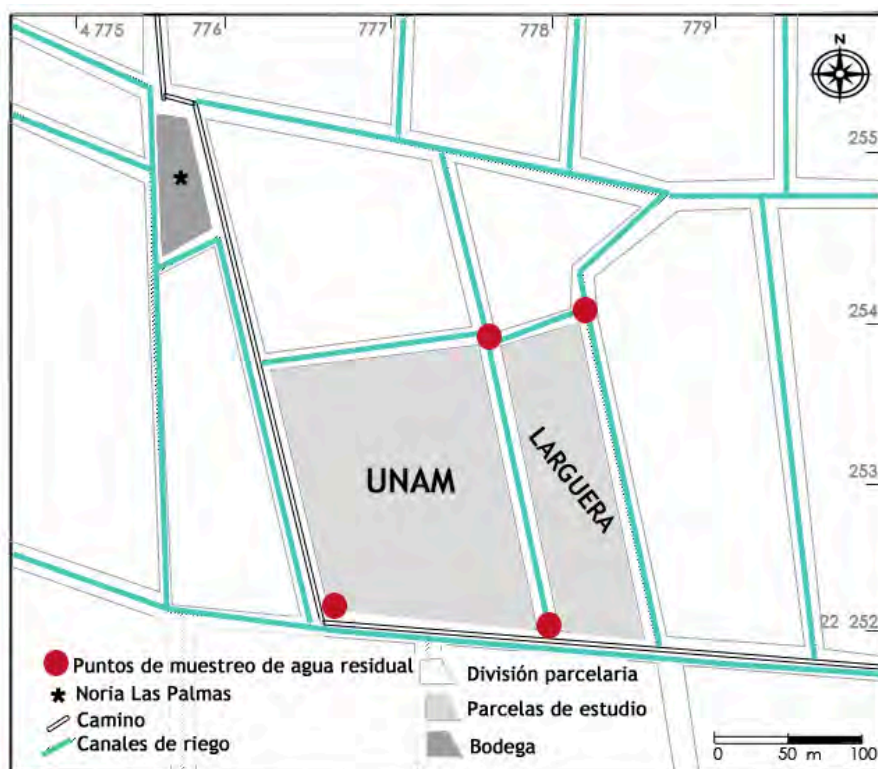 4 775 776 777 778 779
N
255
254
253
22 252
UNAM
LARGUERA
Puntos de muestreo de agua residual
Noria Las Palmas
Camino
Canales de riego
División parcelaria
Parcelas de estudio
Bodega
0 50 m 100